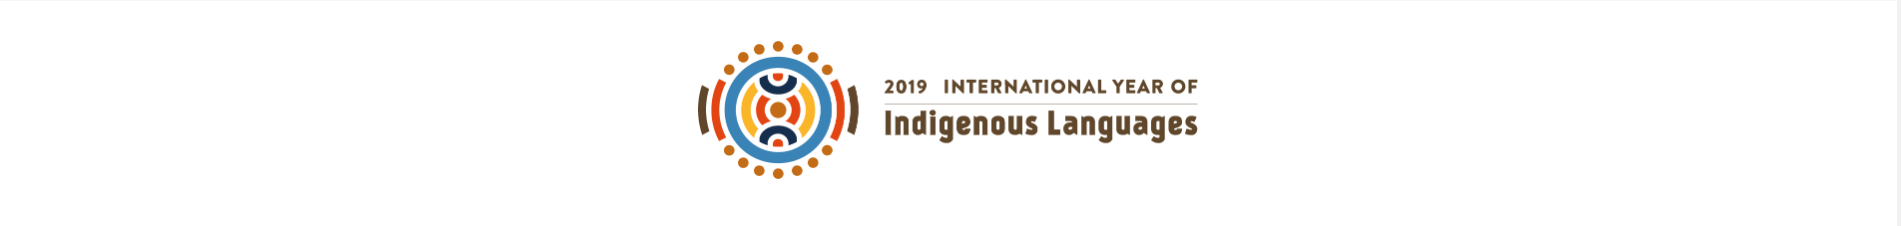 2019 INTERNATIONAL YEAR OF
Indigenous Languages